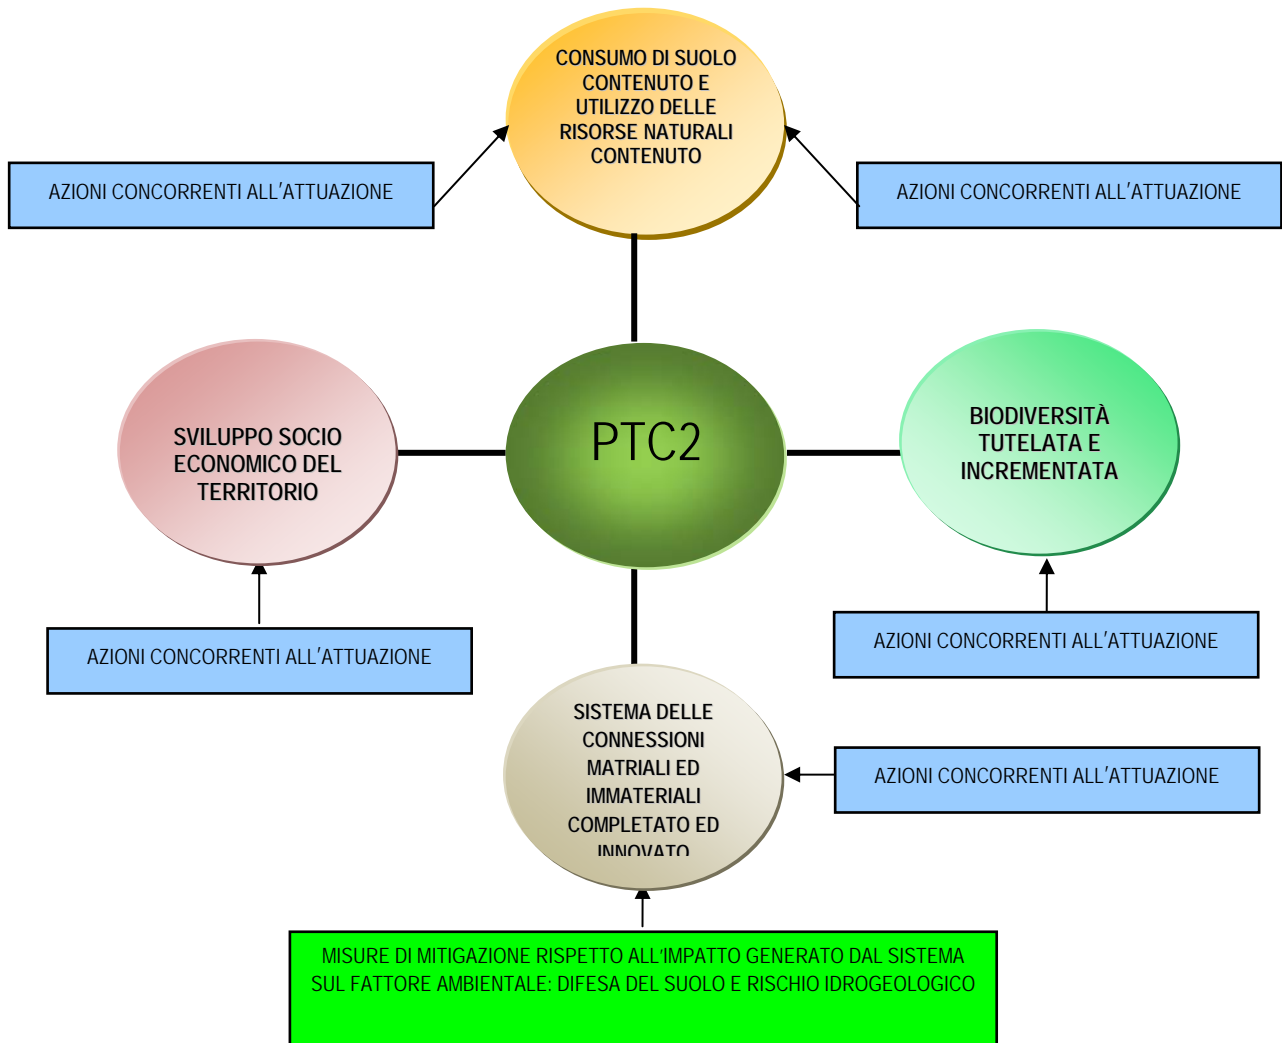 CONSUMO DI SUOLO
CONTENUTO E
UTILIZZO DELLE
RISORSE NATURALI
CONTENUTO
AZIONI CONCORRENTI ALL'ATTUAZIONE
AZIONI CONCORRENTI ALL'ATTUAZIONE
SVILUPPO SOCIO
ECONOMICO DEL
TERRITORIO
PTC2
BIODIVERSITÀ
TUTELATA E
INCREMENTATA
AZIONI CONCORRENTI ALL'ATTUAZIONE
AZIONI CONCORRENTI ALL'ATTUAZIONE
SISTEMA DELLE
CONNESSIONI
MATRIALI ED
IMMATERIALI
COMPLETATO ED
INNOVATO
AZIONI CONCORRENTI ALL'ATTUAZIONE
MISURE DI MITIGAZIONE RISPETTO ALL'IMPATTO GENERATO DAL SISTEMA
SUL FATTORE AMBIENTALE: DIFESA DEL SUOLO E RISCHIO IDROGEOLOGICO